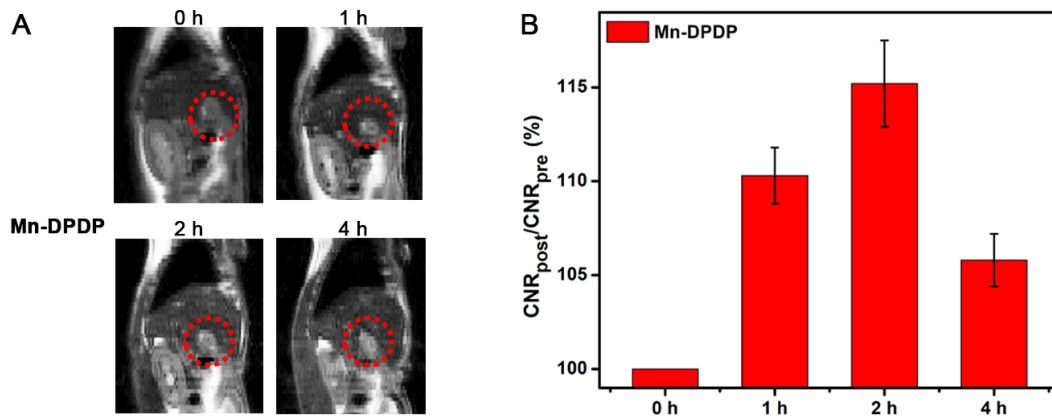 A
0 h
1 h
Mn-DPDP
2 h
4 h
B
Mn-DPDP
CNRpost/CNRpre (%)
115
110
105
100
0 h
1 h
2 h
4 h